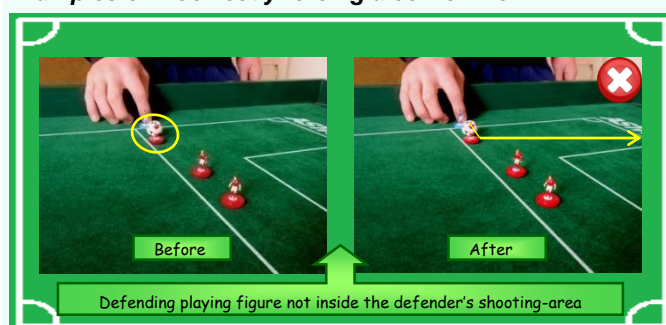 Before
After
Defending playing figure not inside the defender's shooting-area